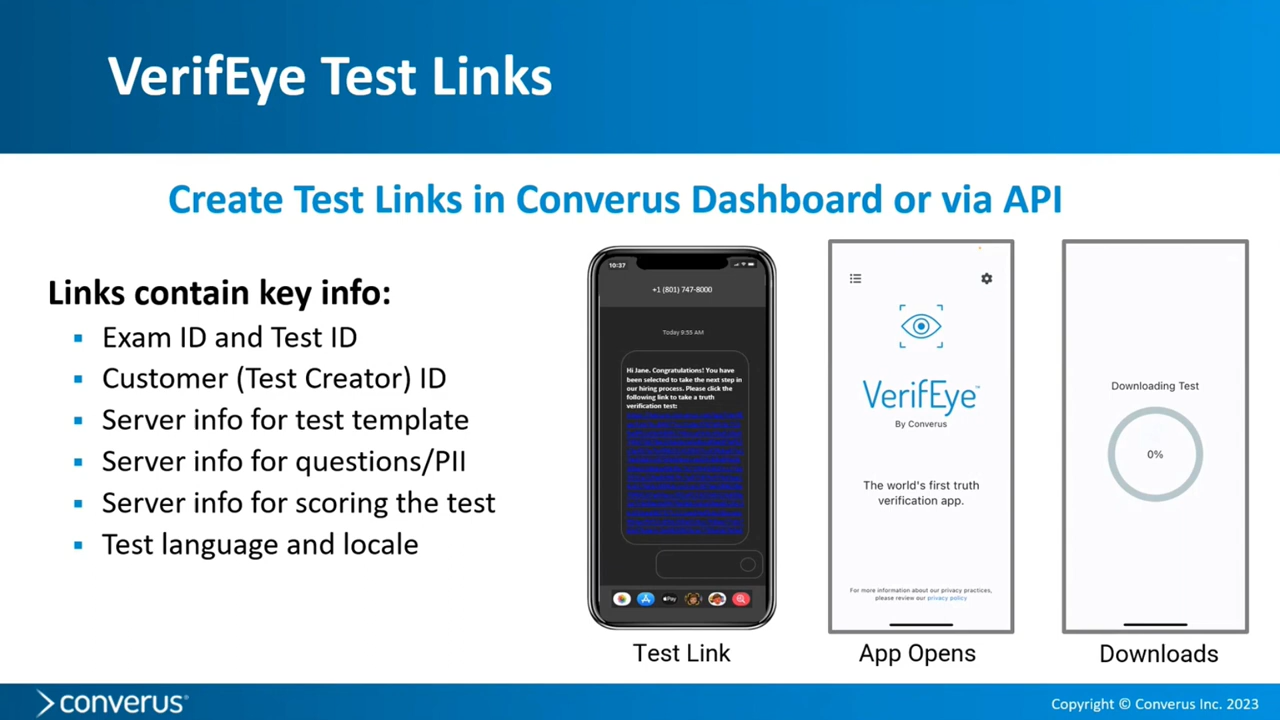 VerifEye Test Links
Create Test Links in Converus Dashboard or via API
Links contain key info:
Exam ID and Test ID
Customer (Test Creator) ID
Server info for test template
Server info for questions/PII
Server info for scoring the test
Test language and locale
10:37
+1 (801) 747-8000
Today 9:55 AM
Hi Jane. Congratulations! You have
been selected to take the next step in
our hiring process. Please click the
following link to take a truth
verification test:
Pay
Test Link
VerifEye™
By Converus
The world's first truth
verification app.
For more information about our privacy practices,
please review our privacy policy
App Opens
Downloading Test
0%
Downloads
converus®
Copyright © Converus Inc. 2023